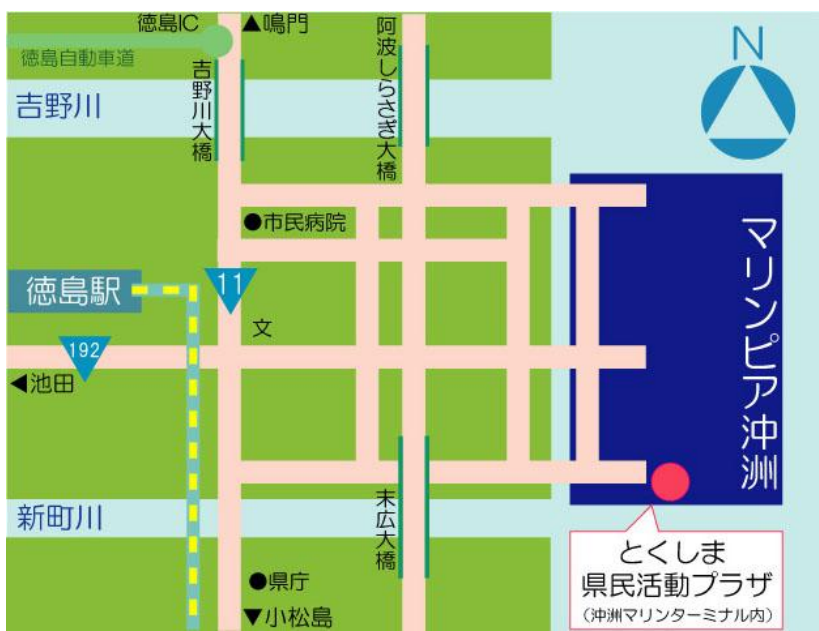 徳島IC
▲鳴門
徳島自動車道
吉野川
吉野川大橋
阿波しらさぎ大橋
N
●市民病院
マリンピア沖洲
徳島駅
11
文
192
◀池田
新町川
末広大橋
●県庁
▼小松島
とくしま
県民活動プラザ
(沖洲マリンターミナル内)